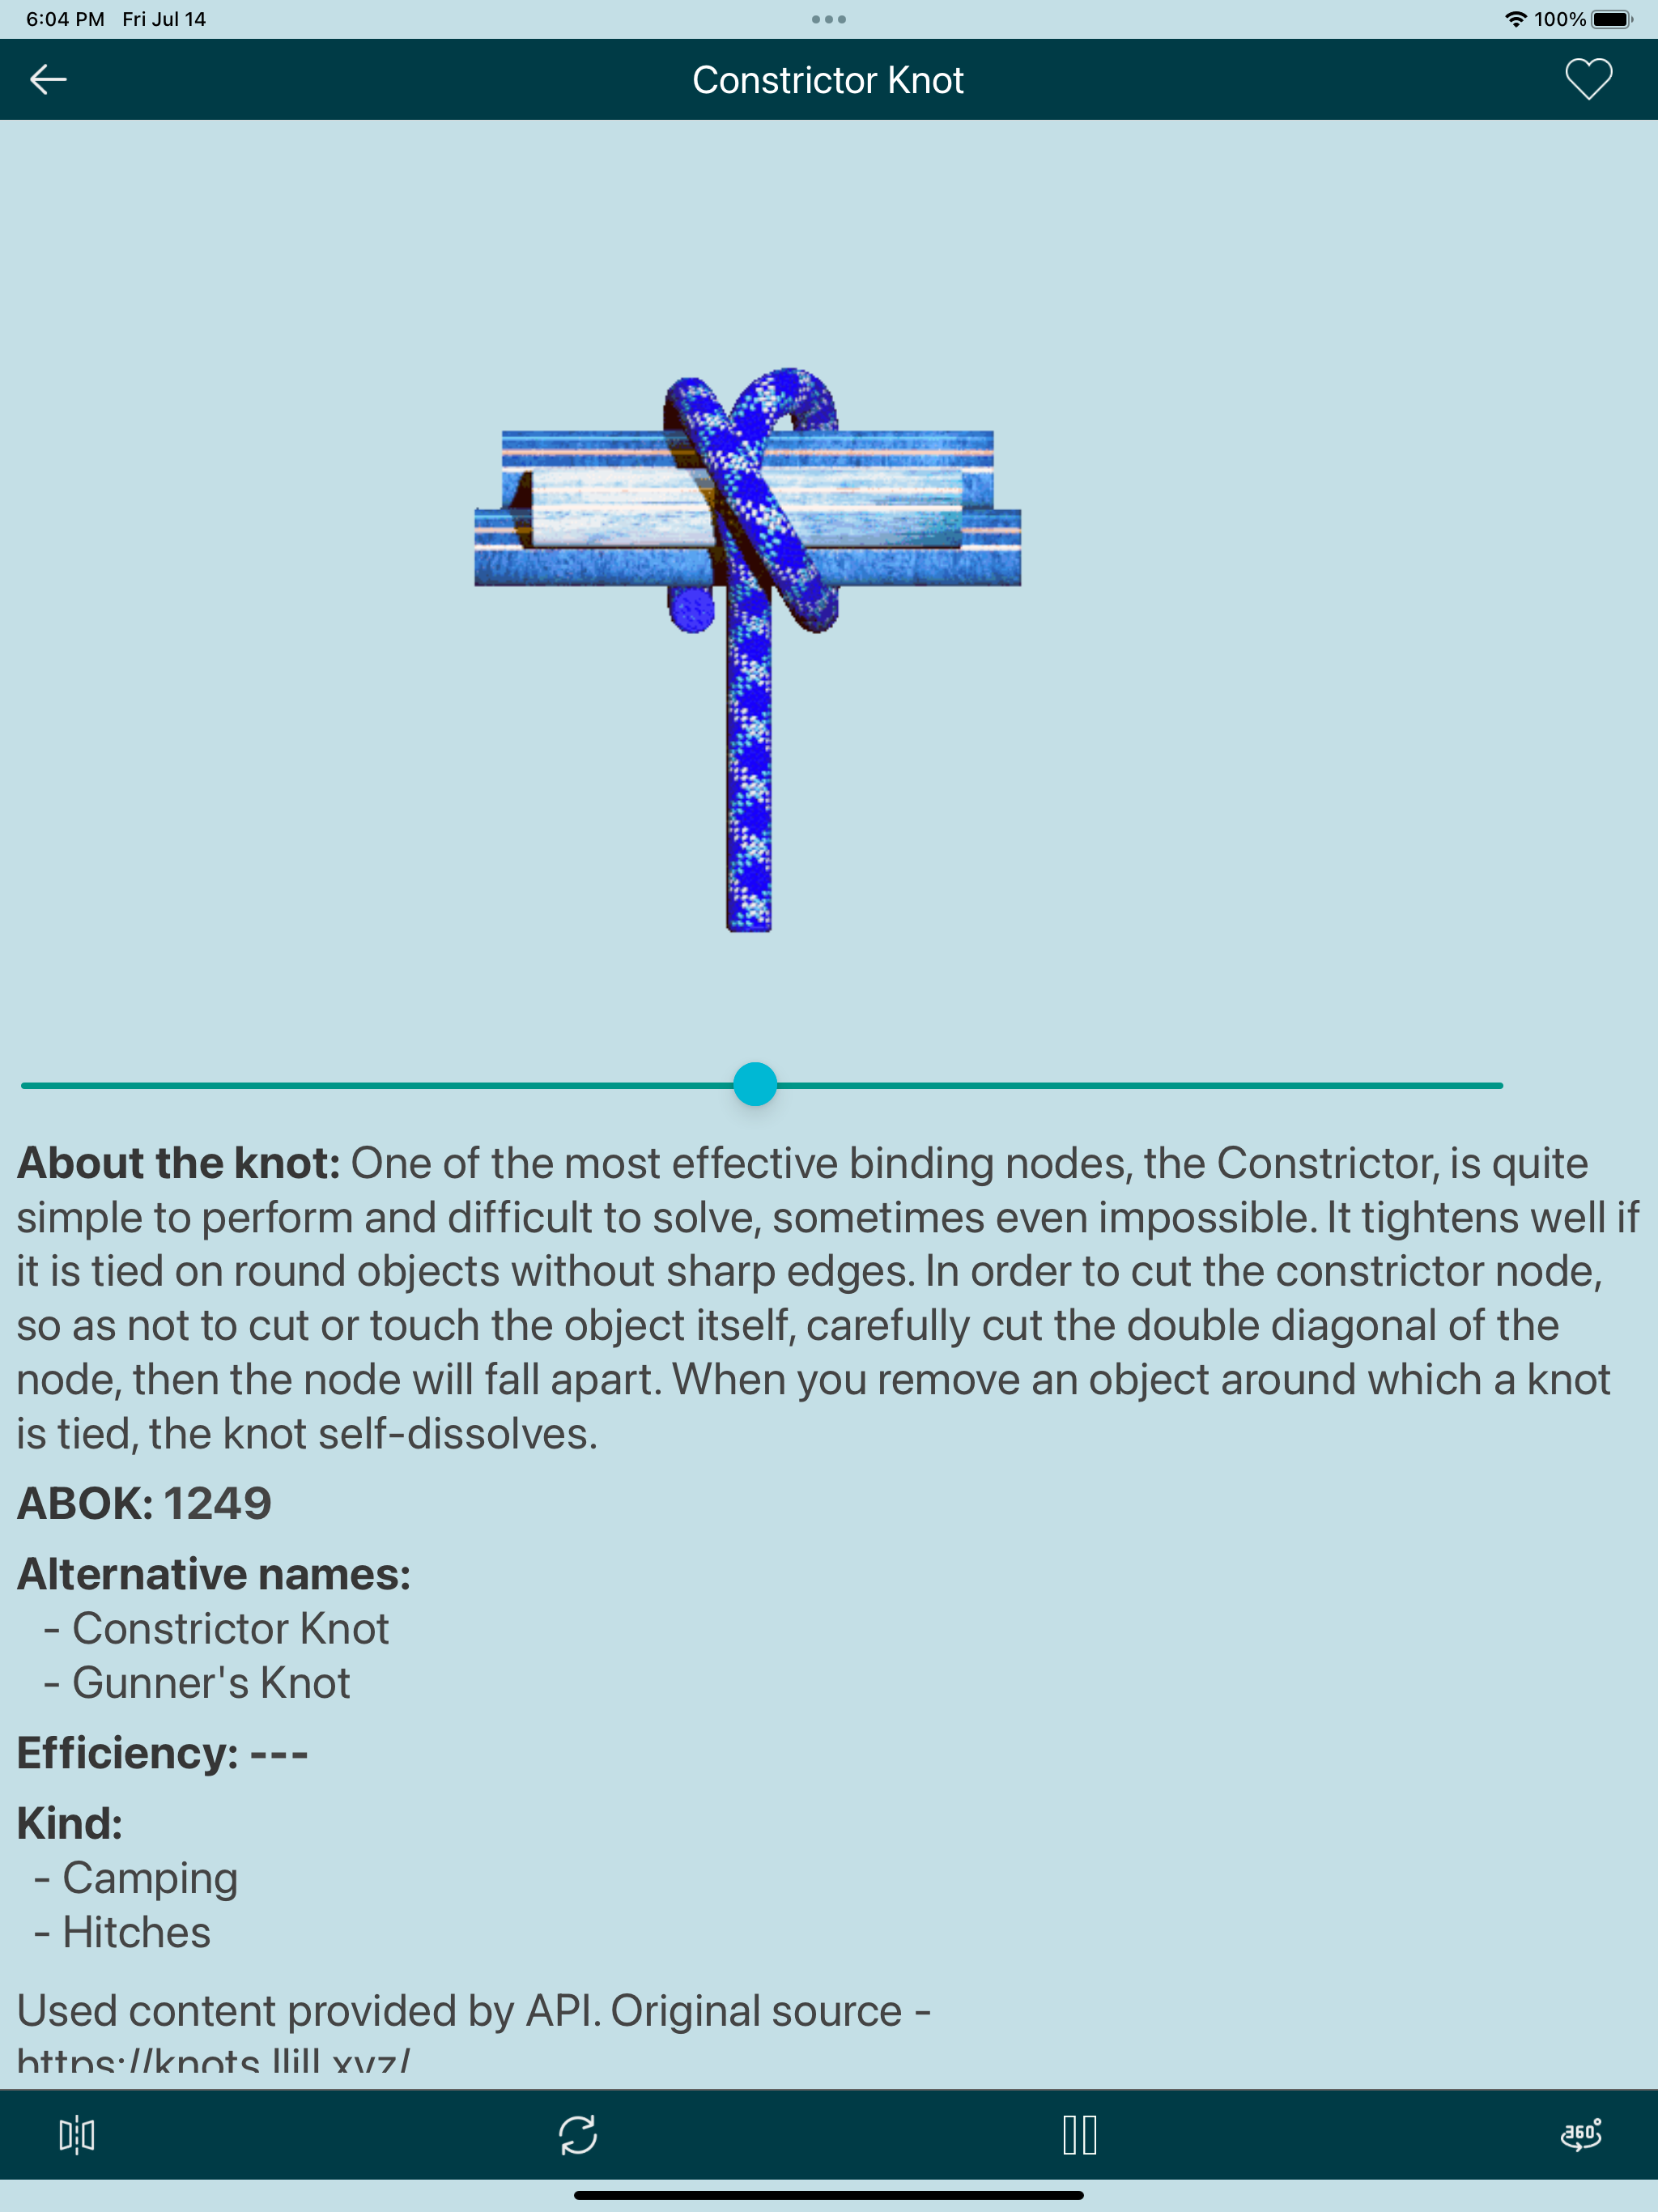 6:04 PM Fri Jul 14
100%
Constrictor Knot
About the knot: One of the most effective binding nodes, the Constrictor, is quite
simple to perform and difficult to solve, sometimes even impossible. It tightens well if
it is tied on round objects without sharp edges. In order to cut the constrictor node,
so as not to cut or touch the object itself, carefully cut the double diagonal of the
node, then the node will fall apart. When you remove an object around which a knot
is tied, the knot self-dissolves.
ABOK: 1249
Alternative names:
- Constrictor Knot
- Gunner's Knot
Efficiency: ---
Kind:
- Camping
- Hitches
Used content provided by API. Original source -
https://knots.llill.xyz/
360°